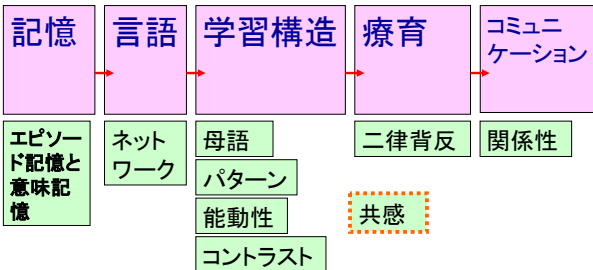 記憶
言語
学習構造
療育
コミュニ
ケーション
エピソー
ドと記憶と
意味記
憶
ネット
ワーク
母語
パターン
能動性
コントラスト
二律背反
共感
関係性